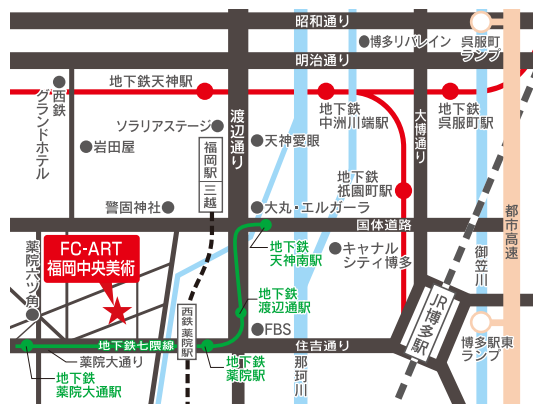 昭和通り
呉服町
ランプ
博多リバレイン
明治通り
地下鉄天神駅
西鉄
グランドホテル
地下鉄
中洲川端駅
地下鉄
呉服町駅
ソラリアステージ
渡辺通り
大博通り
天神愛眼
岩田屋
福岡駅
三越
地下鉄
祇園町駅
警固神社
大丸・エルガーラ
国体道路
都市高速
薬院六ツ角
FC-ART
福岡中央美術
地下鉄
天神南駅
キャナル
シティ博多
御笠川
地下鉄
渡辺通駅
西鉄薬院駅
JR博多駅
FBS
博多駅東
ランプ
地下鉄七隈線
住吉通り
薬院大通り
地下鉄
薬院駅
那珂川
地下鉄
薬院大通駅